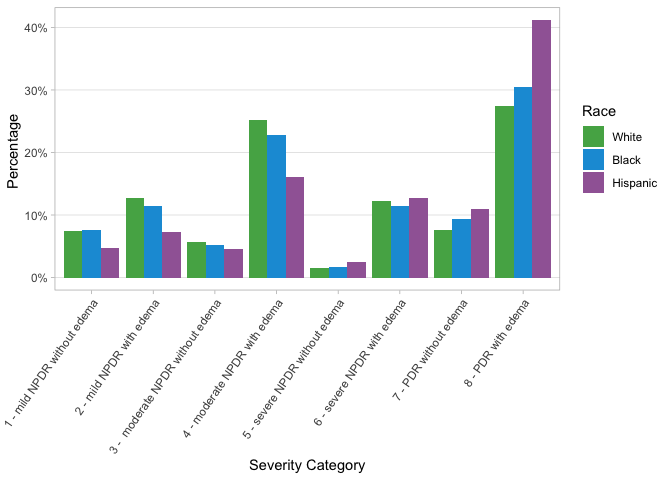 40%
30%
20%
10%
0%
Percentage
1 - mild NPDR without edema
2 - mild NPDR with edema
3 -  moderate NPDR without edema
4 - moderate NPDR with edema
5 - severe NPDR without edema
6 - severe NPDR with edema
7 - PDR without edema
8 - PDR with edema
Severity Category
Race
White
Black
Hispanic